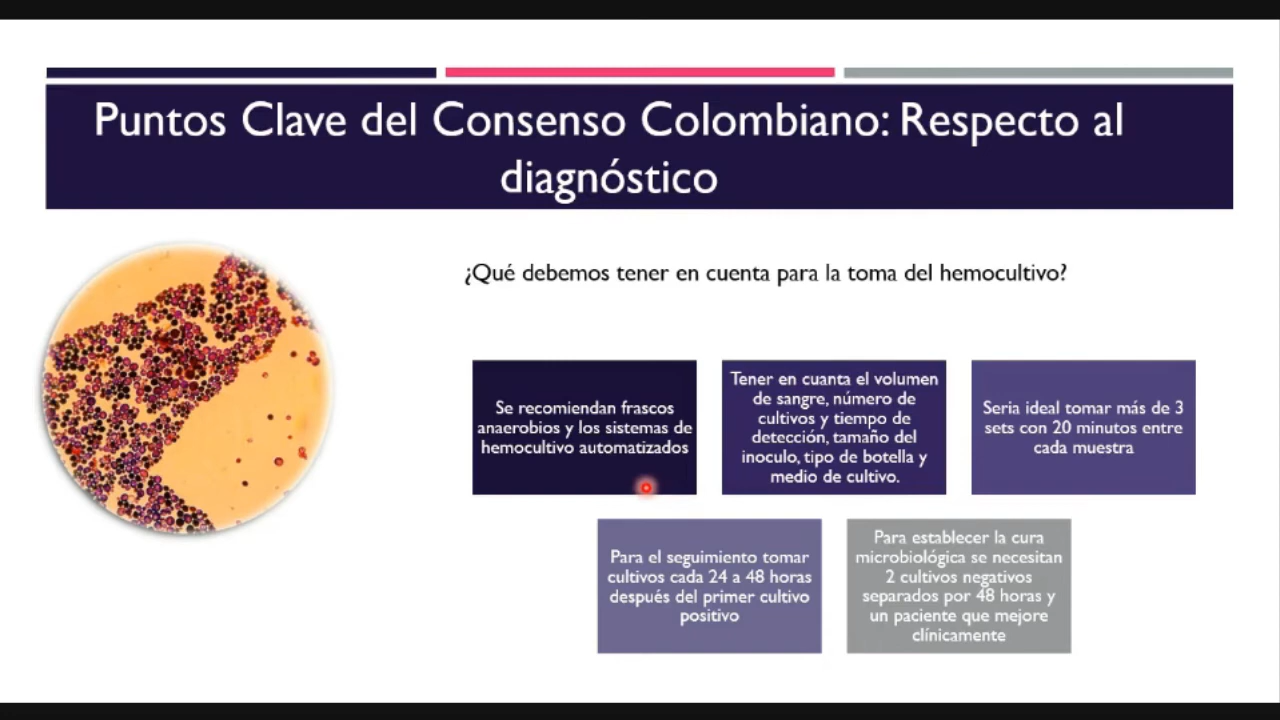 Puntos Clave del Consenso Colombiano: Respecto al
diagnóstico
¿Qué debemos tener en cuenta para la toma del hemocultivo?
Se recomiendan frascos
anaerobios y los sistemas de
hemocultivo automatizados
Tener en cuanta el volumen
de sangre, número de
cultivos y tiempo de
detección, tamaño del
inoculo, tipo de botella y
medio de cultivo.
Seria ideal tomar más de 3
sets con 20 minutos entre
cada muestra
Para el seguimiento tomar
cultivos cada 24 a 48 horas
después del primer cultivo
positivo
Para establecer la cura
microbiológica se necesitan
2 cultivos negativos
separados por 48 horas y
un paciente que mejore
clínicamente